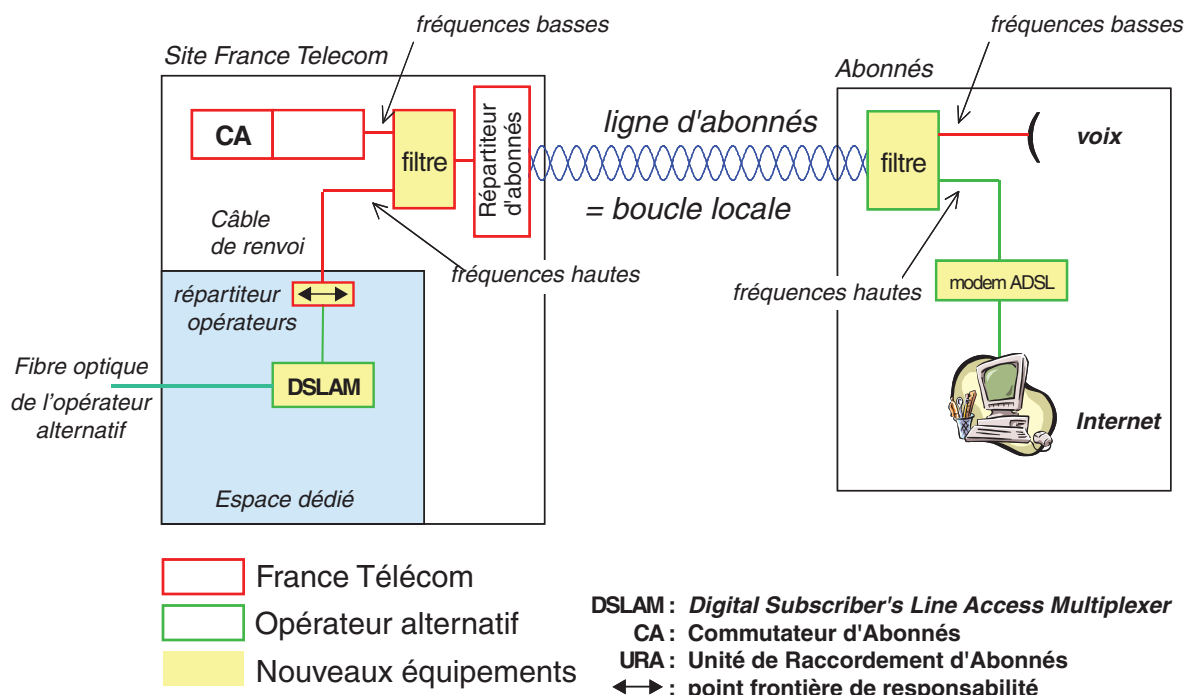 fréquences basses
fréquences basses
Site France Telecom
Abonnés
CA
filtre
Répartiteur
d'abonnés
ligne d'abonnés
= boucle locale
filtre
voix
Câble
de renvoi
fréquences hautes
fréquences hautes
modem ADSL
répartiteur
opérateurs
DSLAM
Fibre optique
de l'opérateur
alternatif
Internet
Espace dédié
France Télécom
Opérateur alternatif
Nouveaux équipements
DSLAM : Digital Subscriber's Line Access Multiplexer
CA : Commutateur d'Abonnés
URA : Unité de Raccordement d'Abonnés
: point frontière de responsabilité